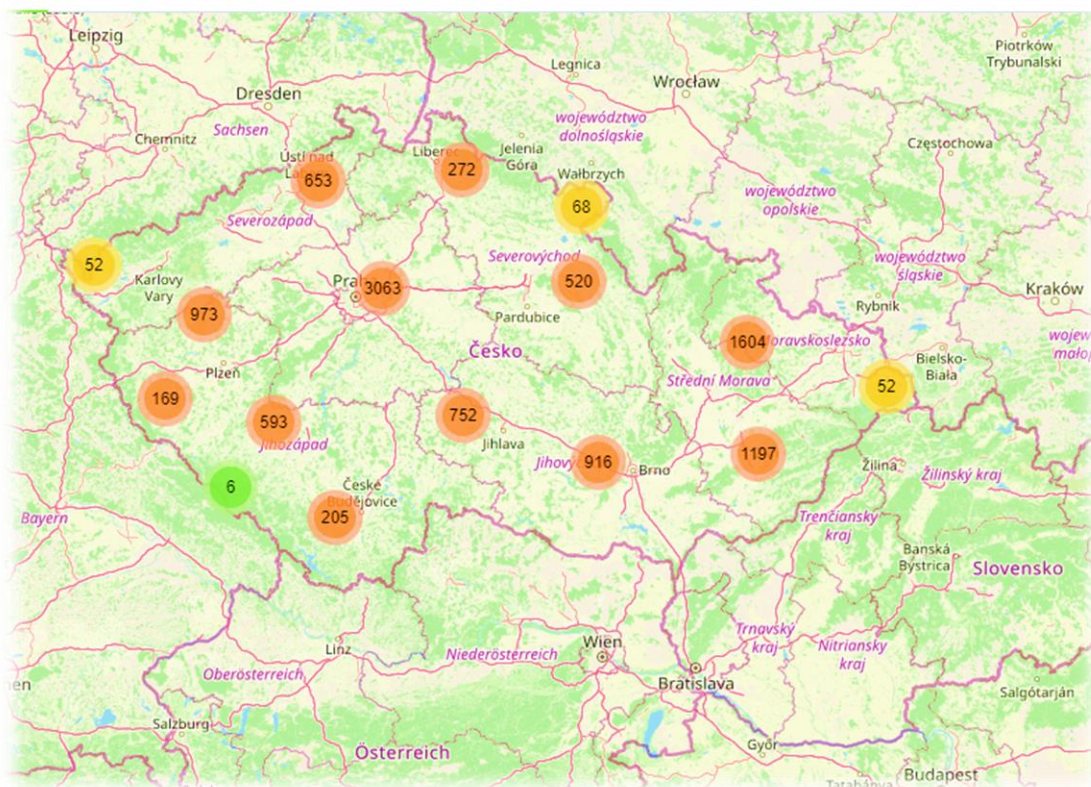 Leipzig
Piotrków
Trybunalski
Legnica
Wrocław
Dresden
województwo
dolnośląskie
Sachsen
Chemnitz
Jelenia
Góra
Częstochowa
Ústí nad
653
Liberec
272
Wałbrzych
68
województwo
opolskie
Severozápad
Severovýchod
województwo
śląskie
52
Karlovy
Vary
3063
520
Kraków
973
Pardubice
Rybnik
Česko
1604
Moravskoslezsko
Bielsko-
Biała
Plzeň
Střední Morava
52
169
593
752
Jihozápad
Jihlava
916
Brno
1197
Žilina
Žilinský kraj
6
České
Budějovice
205
Bayern
Trenčiansky
kraj
Banská
Bystrica
Slovensko
Wien
Trnavský
kraj
Nitriansky
kraj
Linz
Niederösterreich
Oberösterreich
Bratislava
Salgótarján
Salzburg
Győr
Österreich
Budapest